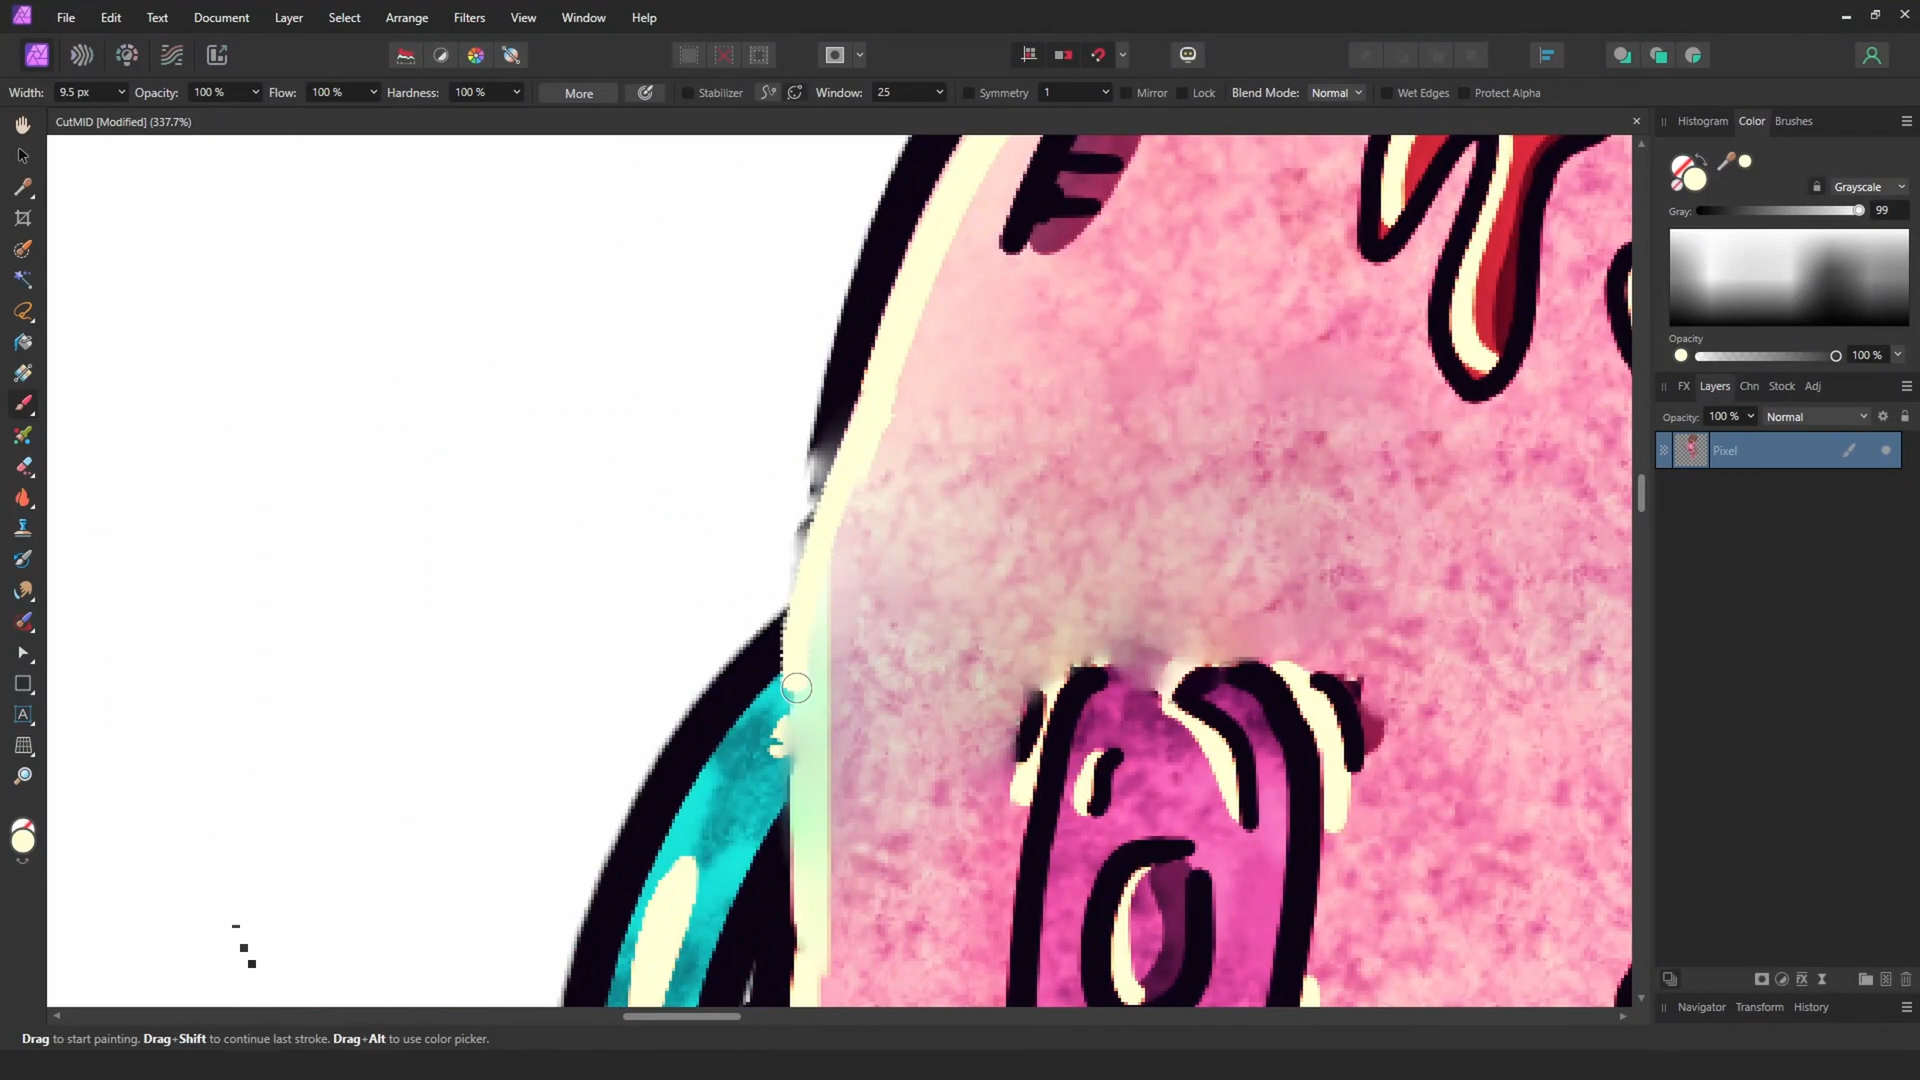 File Edit Text Document Layer Select Arrange Filters View Window Help
Width: 9.5 px Opacity: 100 % Flow: 100 % Hardness: 100 % More Stabilizer Window: 25 Symmetry 1 Mirror Lock Blend Mode: Normal Wet Edges Protect Alpha
CutMID [Modified] (337.7%)
Histogram Color Brushes
Grayscale
Gray: 99
Opacity
100 %
FX Layers Chn Stock Adj
Opacity: 100 % Normal
Pixel
Navigator Transform History
Drag to start painting. Drag+Shift to continue last stroke. Drag+Alt to use color picker.